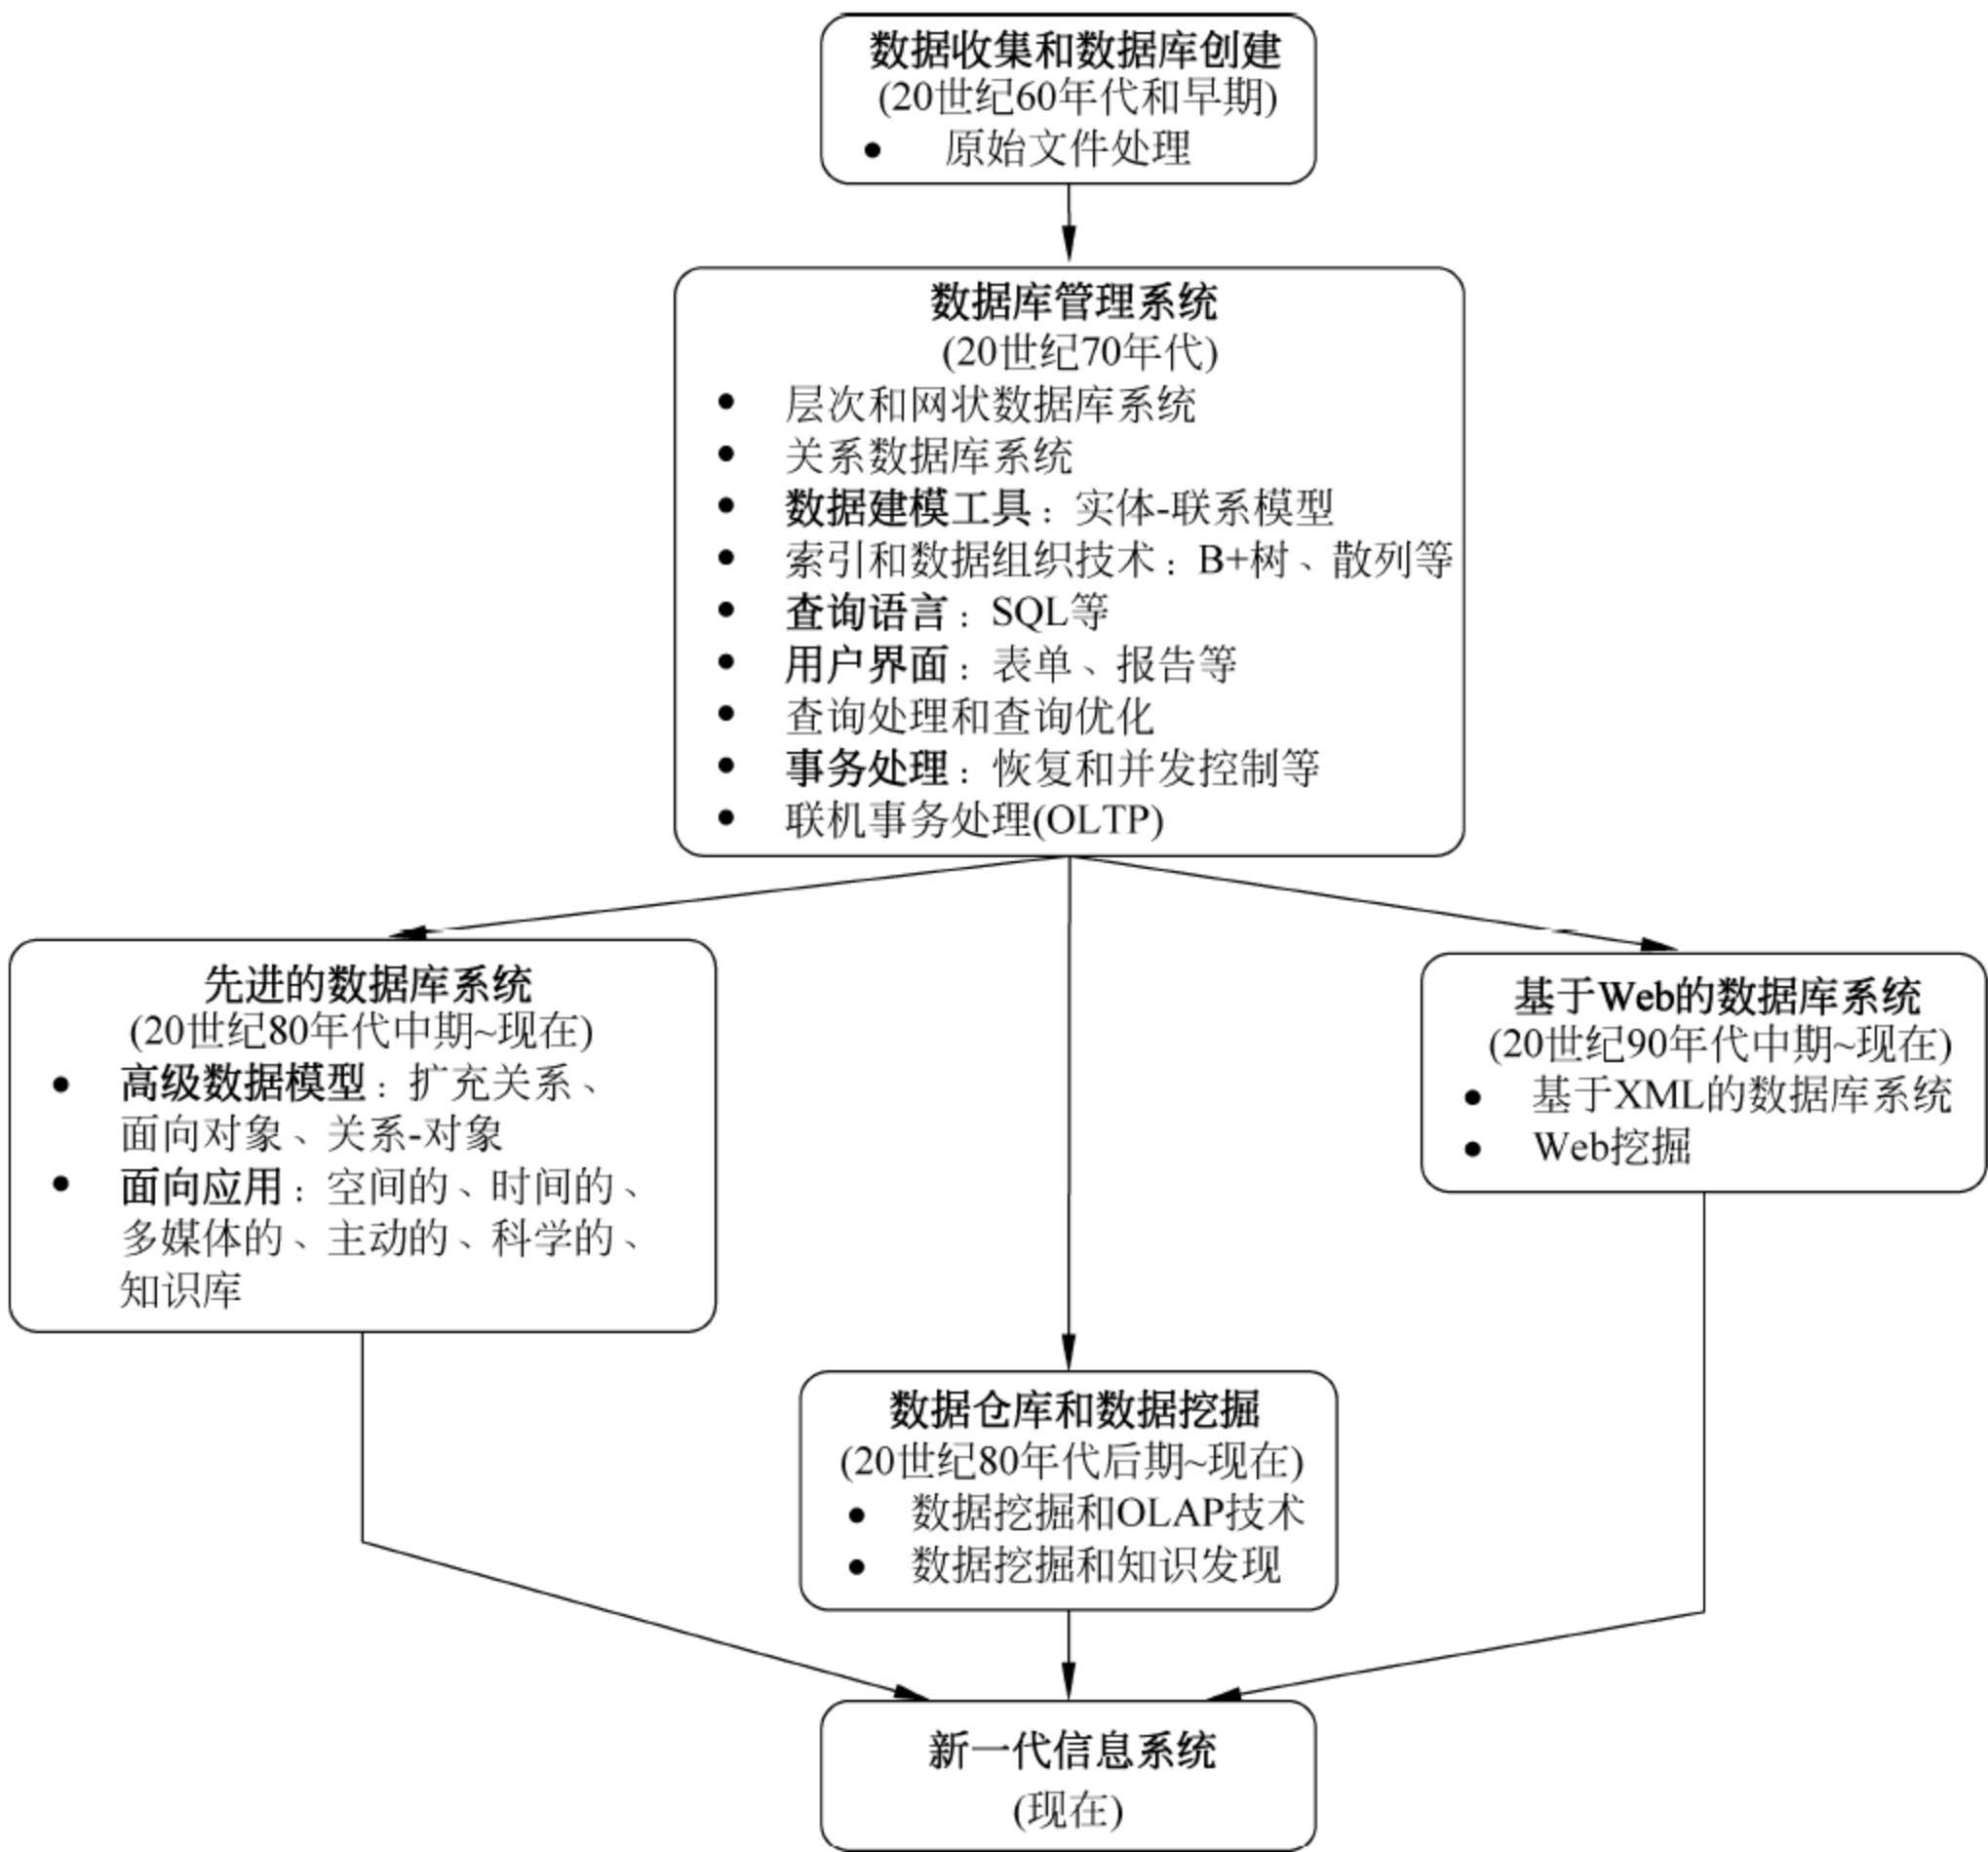 数据收集和数据库创建
(20世纪60年代和早期)
● 原始文件处理
数据库管理系统
(20世纪70年代)
● 层次和网状数据库系统
● 关系数据库系统
● 数据建模工具：实体-联系模型
● 索引和数据组织技术：B+树、散列等
● 查询语言：SQL等
● 用户界面：表单、报告等
● 查询处理和查询优化
● 事务处理：恢复和并发控制等
● 联机事务处理(OLTP)
先进的数据库系统
(20世纪80年代中期~现在)
● 高级数据模型：扩充关系、
面向对象、关系-对象
● 面向应用：空间的、时间的、
多媒体的、主动的、科学的、
知识库
基于Web的数据库系统
(20世纪90年代中期~现在)
● 基于XML的数据库系统
● Web挖掘
数据仓库和数据挖掘
(20世纪80年代后期~现在)
● 数据挖掘和OLAP技术
● 数据挖掘和知识发现
新一代信息系统
(现在)